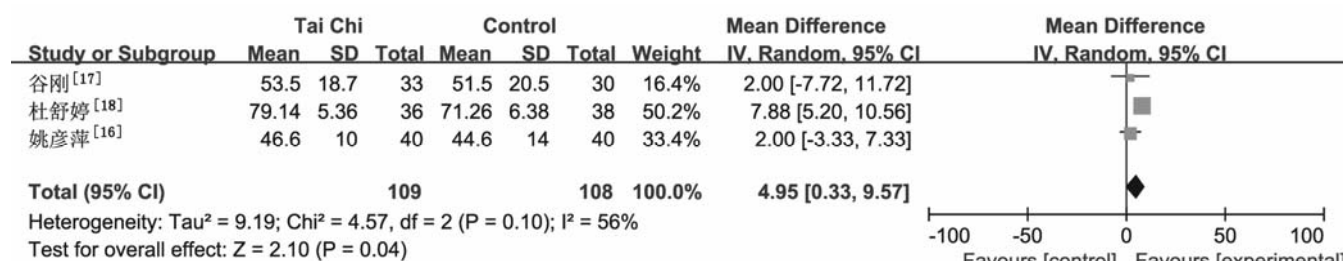 Tai Chi Control Mean Difference Mean Difference
Study or Subgroup Mean SD Total Mean SD Total Weight IV, Random, 95% CI IV, Random, 95% CI
谷刚[17] 53.5 18.7 33 51.5 20.5 30 16.4% 2.00 [-7.72, 11.72]
杜舒婷[18] 79.14 5.36 36 71.26 6.38 38 50.2% 7.88 [5.20, 10.56]
姚彦萍[16] 46.6 10 40 44.6 14 40 33.4% 2.00 [-3.33, 7.33]
Total (95% CI) 109 108 100.0% 4.95 [0.33, 9.57]
Heterogeneity: Tau² = 9.19; Chi² = 4.57, df = 2 (P = 0.10); I² = 56%
Test for overall effect: Z = 2.10 (P = 0.04)
-100 -50 0 50 100
Favours [control] Favours [experimental]